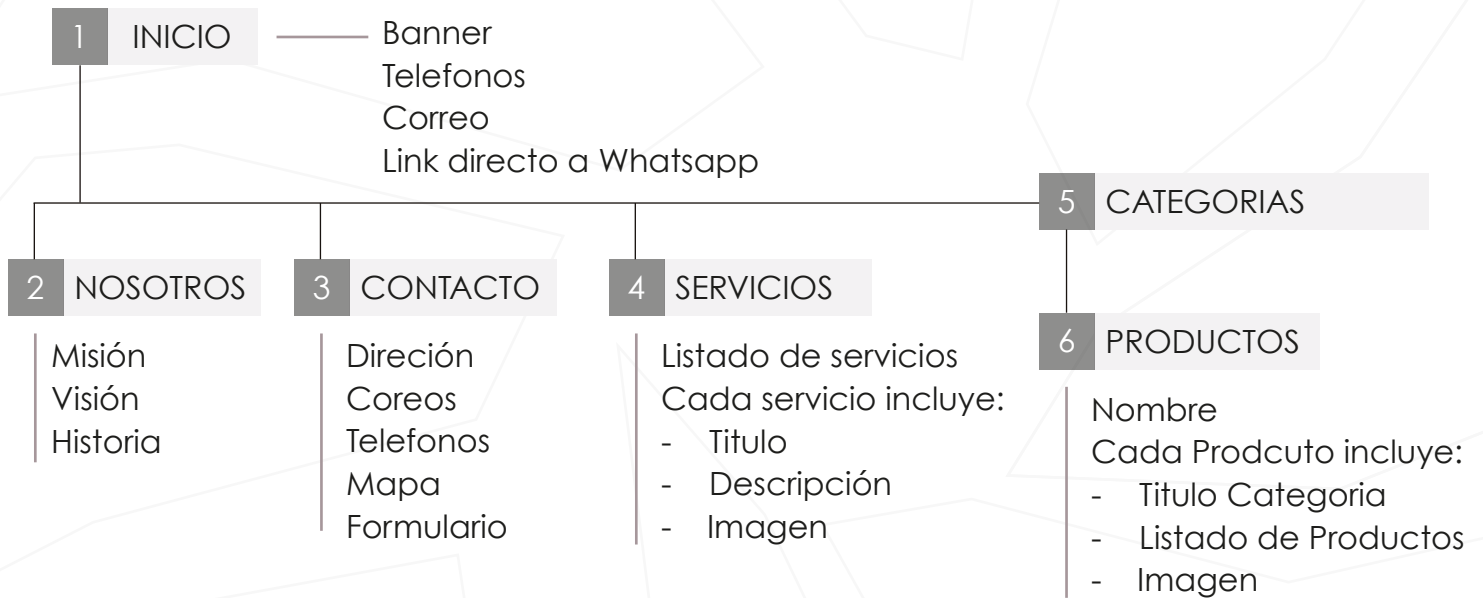 1 INICIO
Banner
Telefonos
Correo
Link directo a Whatsapp
2 NOSOTROS
Misión
Visión
Historia
3 CONTACTO
Direción
Coreos
Telefonos
Mapa
Formulario
4 SERVICIOS
Listado de servicios
Cada servicio incluye:
- Titulo
- Descripción
- Imagen
5 CATEGORIAS
6 PRODUCTOS
Nombre
Cada Prodcuto incluye:
- Titulo Categoria
- Listado de Productos
- Imagen